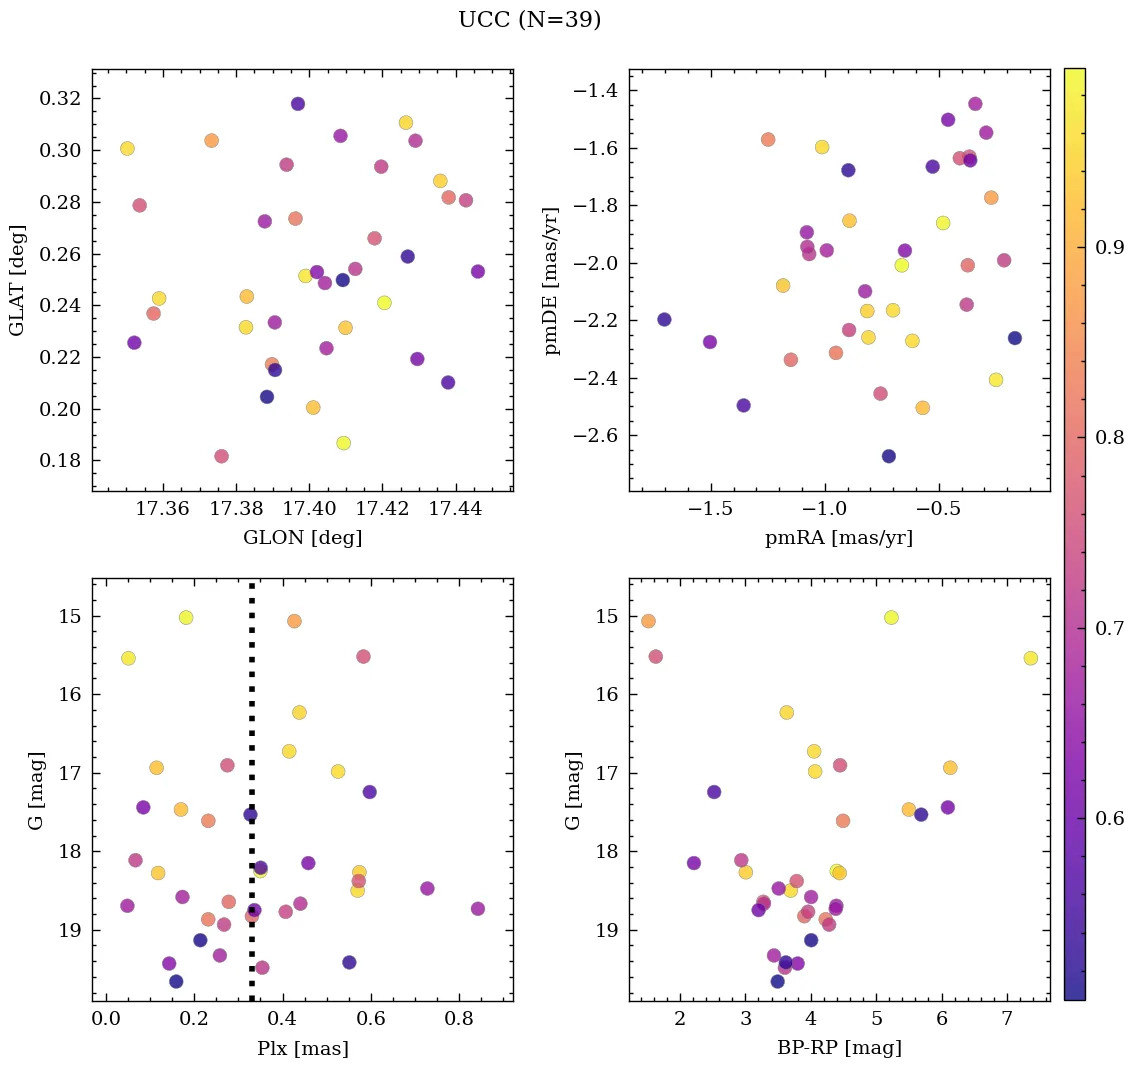 UCC (N=39)
0.32
0.30
0.28
0.26
0.24
0.22
0.20
0.18
GLAT [deg]
17.36 17.38 17.40 17.42 17.44
GLON [deg]
−1.4
−1.6
−1.8
−2.0
−2.2
−2.4
−2.6
pmDE [mas/yr]
−1.5 −1.0 −0.5
pmRA [mas/yr]
0.9
0.8
0.7
0.6
15
16
17
18
19
G [mag]
0.0 0.2 0.4 0.6 0.8
Plx [mas]
15
16
17
18
19
G [mag]
2 3 4 5 6 7
BP-RP [mag]